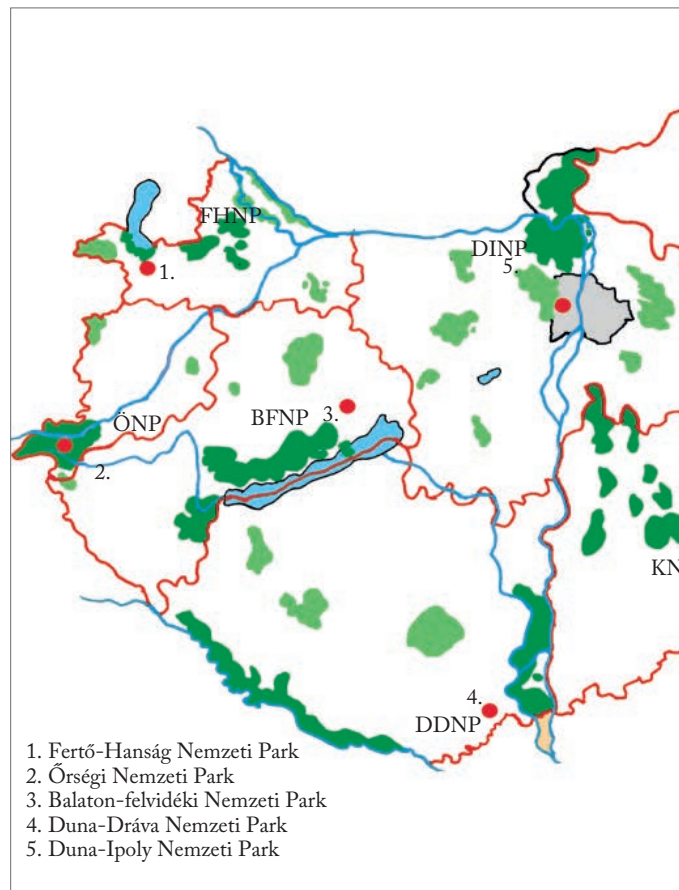 FHNP
1.
DINP
5.
ÖNP
2.
BFNP
3.
KN
4.
DDNP
1. Fertő-Hanság Nemzeti Park
2. Őrségi Nemzeti Park
3. Balaton-felvidéki Nemzeti Park
4. Duna-Dráva Nemzeti Park
5. Duna-Ipoly Nemzeti Park